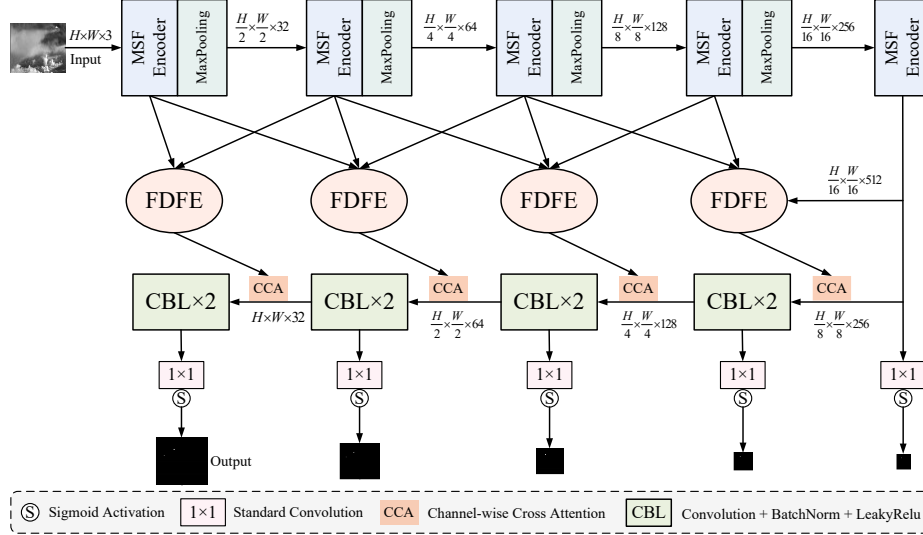 H×W×3
Input
MSF Encoder
MaxPooling
H/2 × W/2 ×32
MSF Encoder
MaxPooling
H/4 × W/4 ×64
MSF Encoder
MaxPooling
H/8 × W/8 ×128
MSF Encoder
MaxPooling
H/16 × W/16 ×256
MSF Encoder
FDFE
FDFE
FDFE
FDFE
H/16 × W/16 ×512
CBL×2
CCA
CBL×2
CCA
CBL×2
CCA
CBL×2
CCA
H×W×32
H/2 × W/2 ×64
H/4 × W/4 ×128
H/8 × W/8 ×256
1×1
1×1
1×1
1×1
1×1
S
S
S
S
S
Output
S Sigmoid Activation
1×1 Standard Convolution
CCA Channel-wise Cross Attention
CBL Convolution + BatchNorm + LeakyRelu